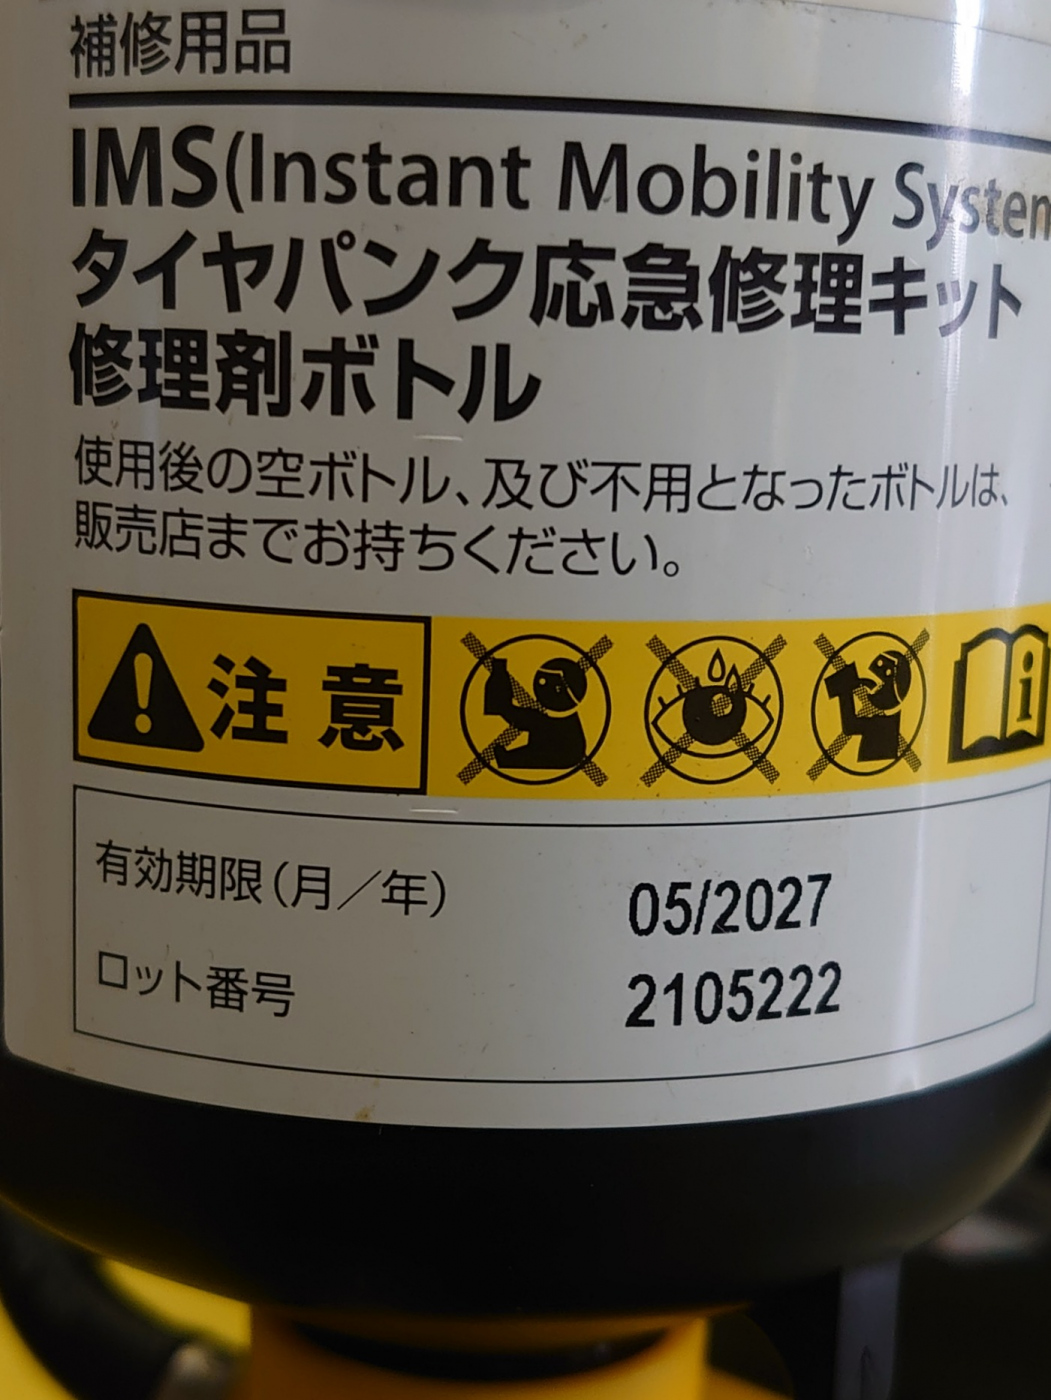 補修用品
IMS(Instant Mobility System
タイヤパンク応急修理キット
修理剤ボトル
使用後の空ボトル、及び不用となったボトルは、
販売店までお持ちください。
注意
有効期限(月／年) 05/2027
ロット番号 2105222